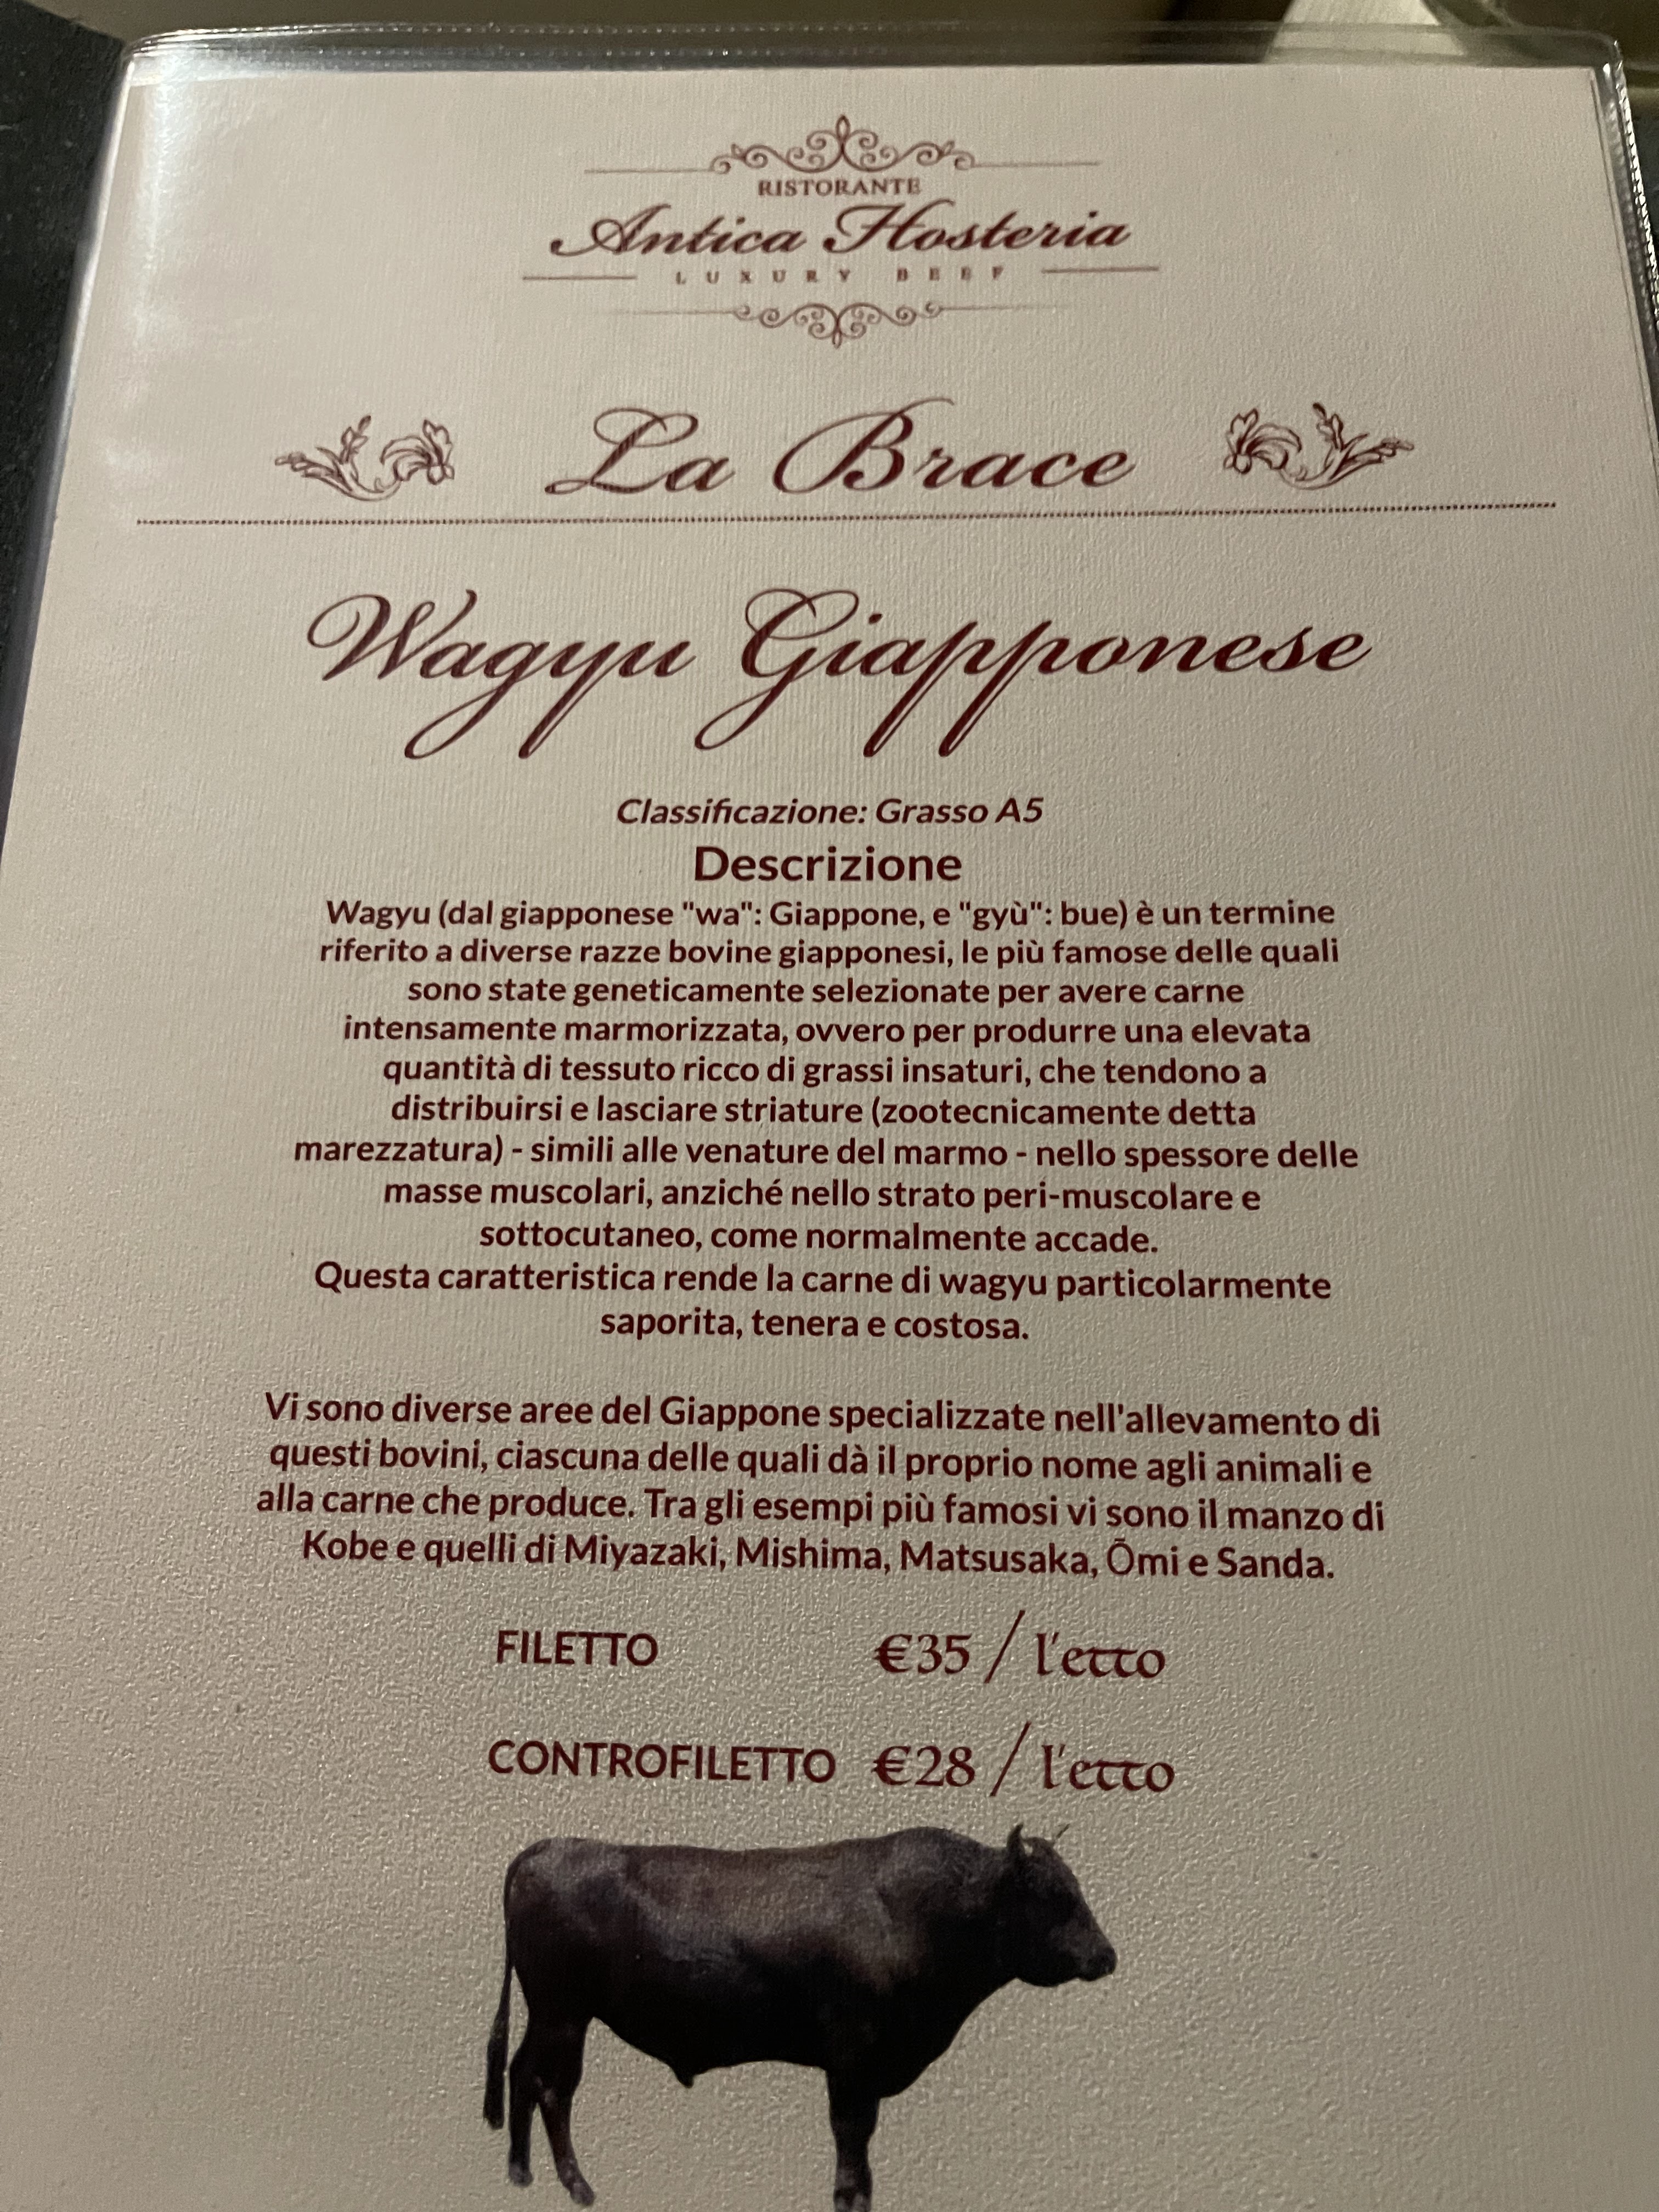 RISTORANTE
Antica Hosteria
LUXURY BEEF
La Brace
Wagyu Giapponese
Classificazione: Grasso A5
Descrizione
Wagyu (dal giapponese "wa": Giappone, e "gyù": bue) è un termine
riferito a diverse razze bovine giapponesi, le più famose delle quali
sono state geneticamente selezionate per avere carne
intensamente marmorizzata, ovvero per produrre una elevata
quantità di tessuto ricco di grassi insaturi, che tendono a
distribuirsi e lasciare striature (zootecnicamente detta
marezzatura) - simili alle venature del marmo - nello spessore delle
masse muscolari, anziché nello strato peri-muscolare e
sottocutaneo, come normalmente accade.
Questa caratteristica rende la carne di wagyu particolarmente
saporita, tenera e costosa.
Vi sono diverse aree del Giappone specializzate nell'allevamento di
questi bovini, ciascuna delle quali dà il proprio nome agli animali e
alla carne che produce. Tra gli esempi più famosi vi sono il manzo di
Kobe e quelli di Miyazaki, Mishima, Matsusaka, Ōmi e Sanda.
FILETTO €35 / l'etto
CONTROFILETTO €28 / l'etto